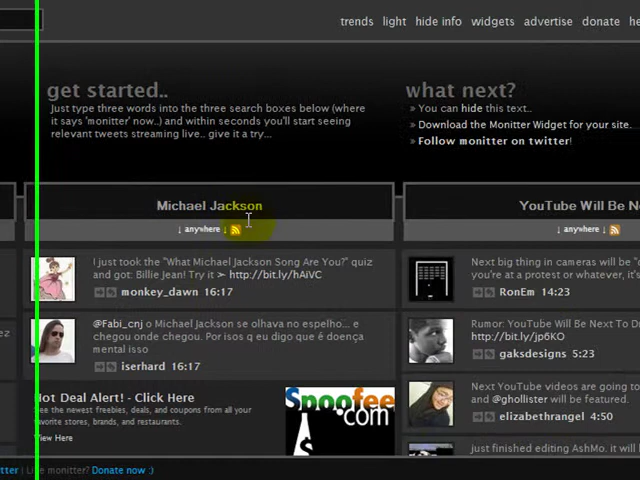 trends light hide info widgets advertise donate he
get started..
Just type three words into the three search boxes below (where
it says 'monitter' now..) and within seconds you'll start seeing
relevant tweets streaming live.. give it a try...
what next?
» You can hide this text..
» Download the Monitter Widget for your site.
» Follow monitter on twitter!
Michael Jackson
↓ anywhere ↓
I just took the "What Michael Jackson Song Are You?" quiz
and got: Billie Jean! Try it ➣ http://bit.ly/hAiVC
monkey_dawn 16:17
@Fabi_cnj o Michael Jackson se olhava no espelho... e
chegou onde chegou. Por isos q eu digo que é doença
mental isso
iserhard 16:17
Hot Deal Alert! - Click Here
See the newest freebies, deals, and coupons from all your
favorite stores, brands, and restaurants.
View Here
Spoofee
.com
YouTube Will Be Ne
↓ anywhere ↓
Next big thing in cameras will be "d
you're at a protest or whatever, it's
RonEm 14:23
Rumor: YouTube Will Be Next To Dr
http://bit.ly/jp6KO
gaksdesigns 5:23
Next YouTube videos are going to
and @ghollister will be featured.
elizabethrangel 4:50
just finished editing AshMo. it will be
itter | Like monitter? Donate now :)